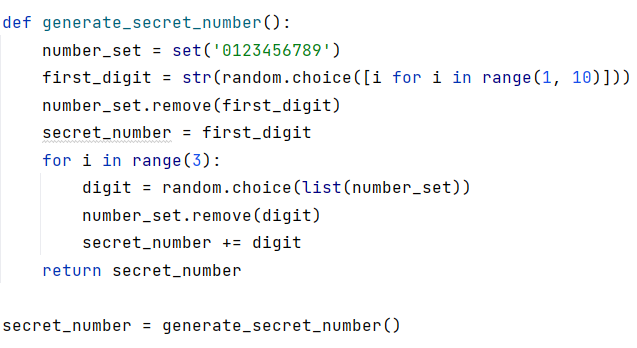 def generate_secret_number():
    number_set = set('0123456789')
    first_digit = str(random.choice([i for i in range(1, 10)]))
    number_set.remove(first_digit)
    secret_number = first_digit
    for i in range(3):
        digit = random.choice(list(number_set))
        number_set.remove(digit)
        secret_number += digit
    return secret_number

secret_number = generate_secret_number()